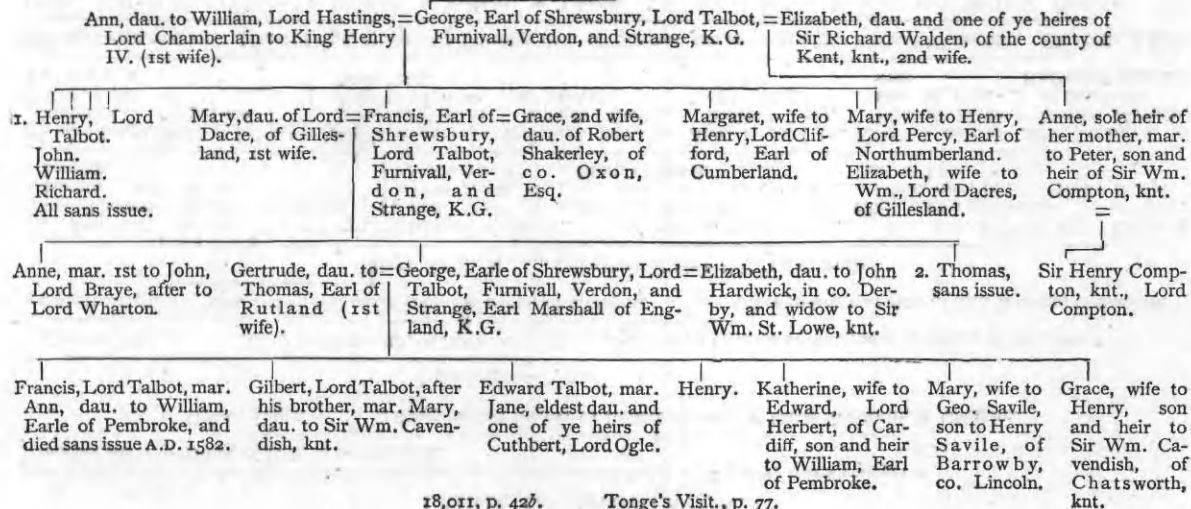 Ann, dau. to William, Lord Hastings,
Lord Chamberlain to King Henry
IV. (1st wife).
=George, Earl of Shrewsbury, Lord Talbot,=
Furnivall, Verdon, and Strange, K.G.
Elizabeth, dau. and one of ye heires of
Sir Richard Walden, of the county of
Kent, knt., 2nd wife.
1. Henry, Lord
Talbot.
John.
William.
Richard.
All sans issue.
Mary, dau. of Lord
Dacre, of Gilles-
land, 1st wife.
=Francis, Earl of=
Shrewsbury,
Lord Talbot,
Furnivall, Ver-
don, and
Strange, K.G.
Grace, 2nd wife,
dau. of Robert
Shakerley, of
co. Oxon,
Esq.
Margaret, wife to
Henry, Lord Clif-
ford, Earl of
Cumberland.
Mary, wife to Henry,
Lord Percy, Earl of
Northumberland.
Elizabeth, wife to
Wm., Lord Dacres,
of Gillesland.
Anne, sole heir of
her mother, mar.
to Peter, son and
heir of Sir Wm.
Compton, knt.
=
Anne, mar. 1st to John,
Lord Braye, after to
Lord Wharton.
Gertrude, dau. to
Thomas, Earl of
Rutland (1st
wife).
=George, Earle of Shrewsbury, Lord=
Talbot, Furnivall, Verdon, and
Strange, Earl Marshall of Eng-
land, K.G.
Elizabeth, dau. to John
Hardwick, in co. Der-
by, and widow to Sir
Wm. St. Lowe, knt.
2. Thomas,
sans issue.
Sir Henry Comp-
ton, knt., Lord
Compton.
Francis, Lord Talbot, mar.
Ann, dau. to William,
Earle of Pembroke, and
died sans issue A.D. 1582.
Gilbert, Lord Talbot, after
his brother, mar. Mary,
dau. to Sir Wm. Caven-
dish, knt.
Edward Talbot, mar.
Jane, eldest dau. and
one of ye heirs of
Cuthbert, Lord Ogle.
Henry.
Katherine, wife to
Edward, Lord
Herbert, of Car-
diff, son and heir
to William, Earl
of Pembroke.
Mary, wife to
Geo. Savile,
son to Henry
Savile, of
Barrowby,
co. Lincoln.
Grace, wife to
Henry, son
and heir to
Sir Wm. Ca-
vendish, of
Chatsworth,
knt.
18,011, p. 42b. Tonge's Visit., p. 77.